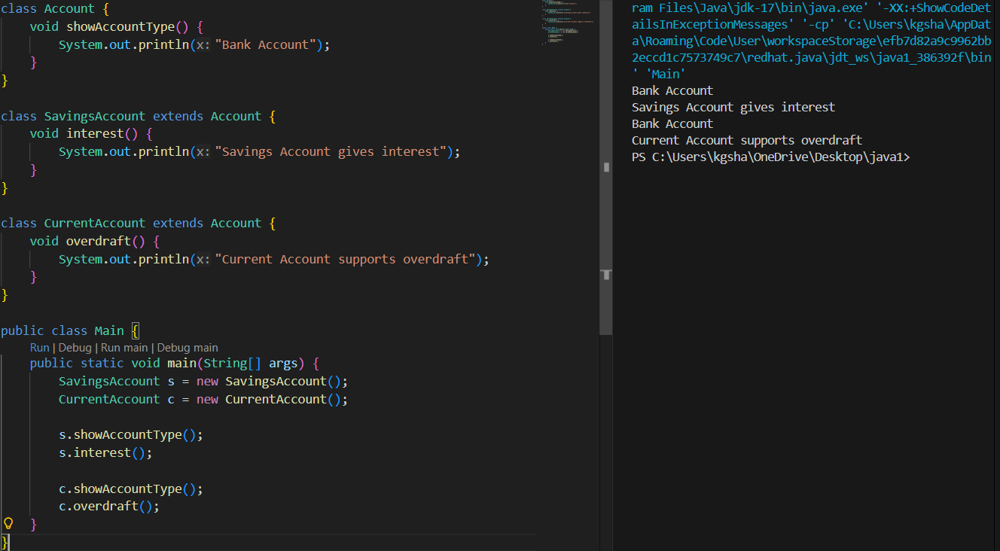 class Account {
    void showAccountType() {
        System.out.println(x: "Bank Account");
    }
}

class SavingsAccount extends Account {
    void interest() {
        System.out.println(x: "Savings Account gives interest");
    }
}

class CurrentAccount extends Account {
    void overdraft() {
        System.out.println(x: "Current Account supports overdraft");
    }
}

public class Main {
    Run | Debug | Run main | Debug main
    public static void main(String[] args) {
        SavingsAccount s = new SavingsAccount();
        CurrentAccount c = new CurrentAccount();

        s.showAccountType();
        s.interest();

        c.showAccountType();
        c.overdraft();
    }
}
ram Files\Java\jdk-17\bin\java.exe' '-XX:+ShowCodeDet
ailsInExceptionMessages' '-cp' 'C:\Users\kgsha\AppDat
a\Roaming\Code\User\workspaceStorage\efb7d82a9c9962bb
2eccd1c7573749c7\redhat.java\jdt_ws\java1_386392f\bin
' 'Main'
Bank Account
Savings Account gives interest
Bank Account
Current Account supports overdraft
PS C:\Users\kgsha\OneDrive\Desktop\java1>